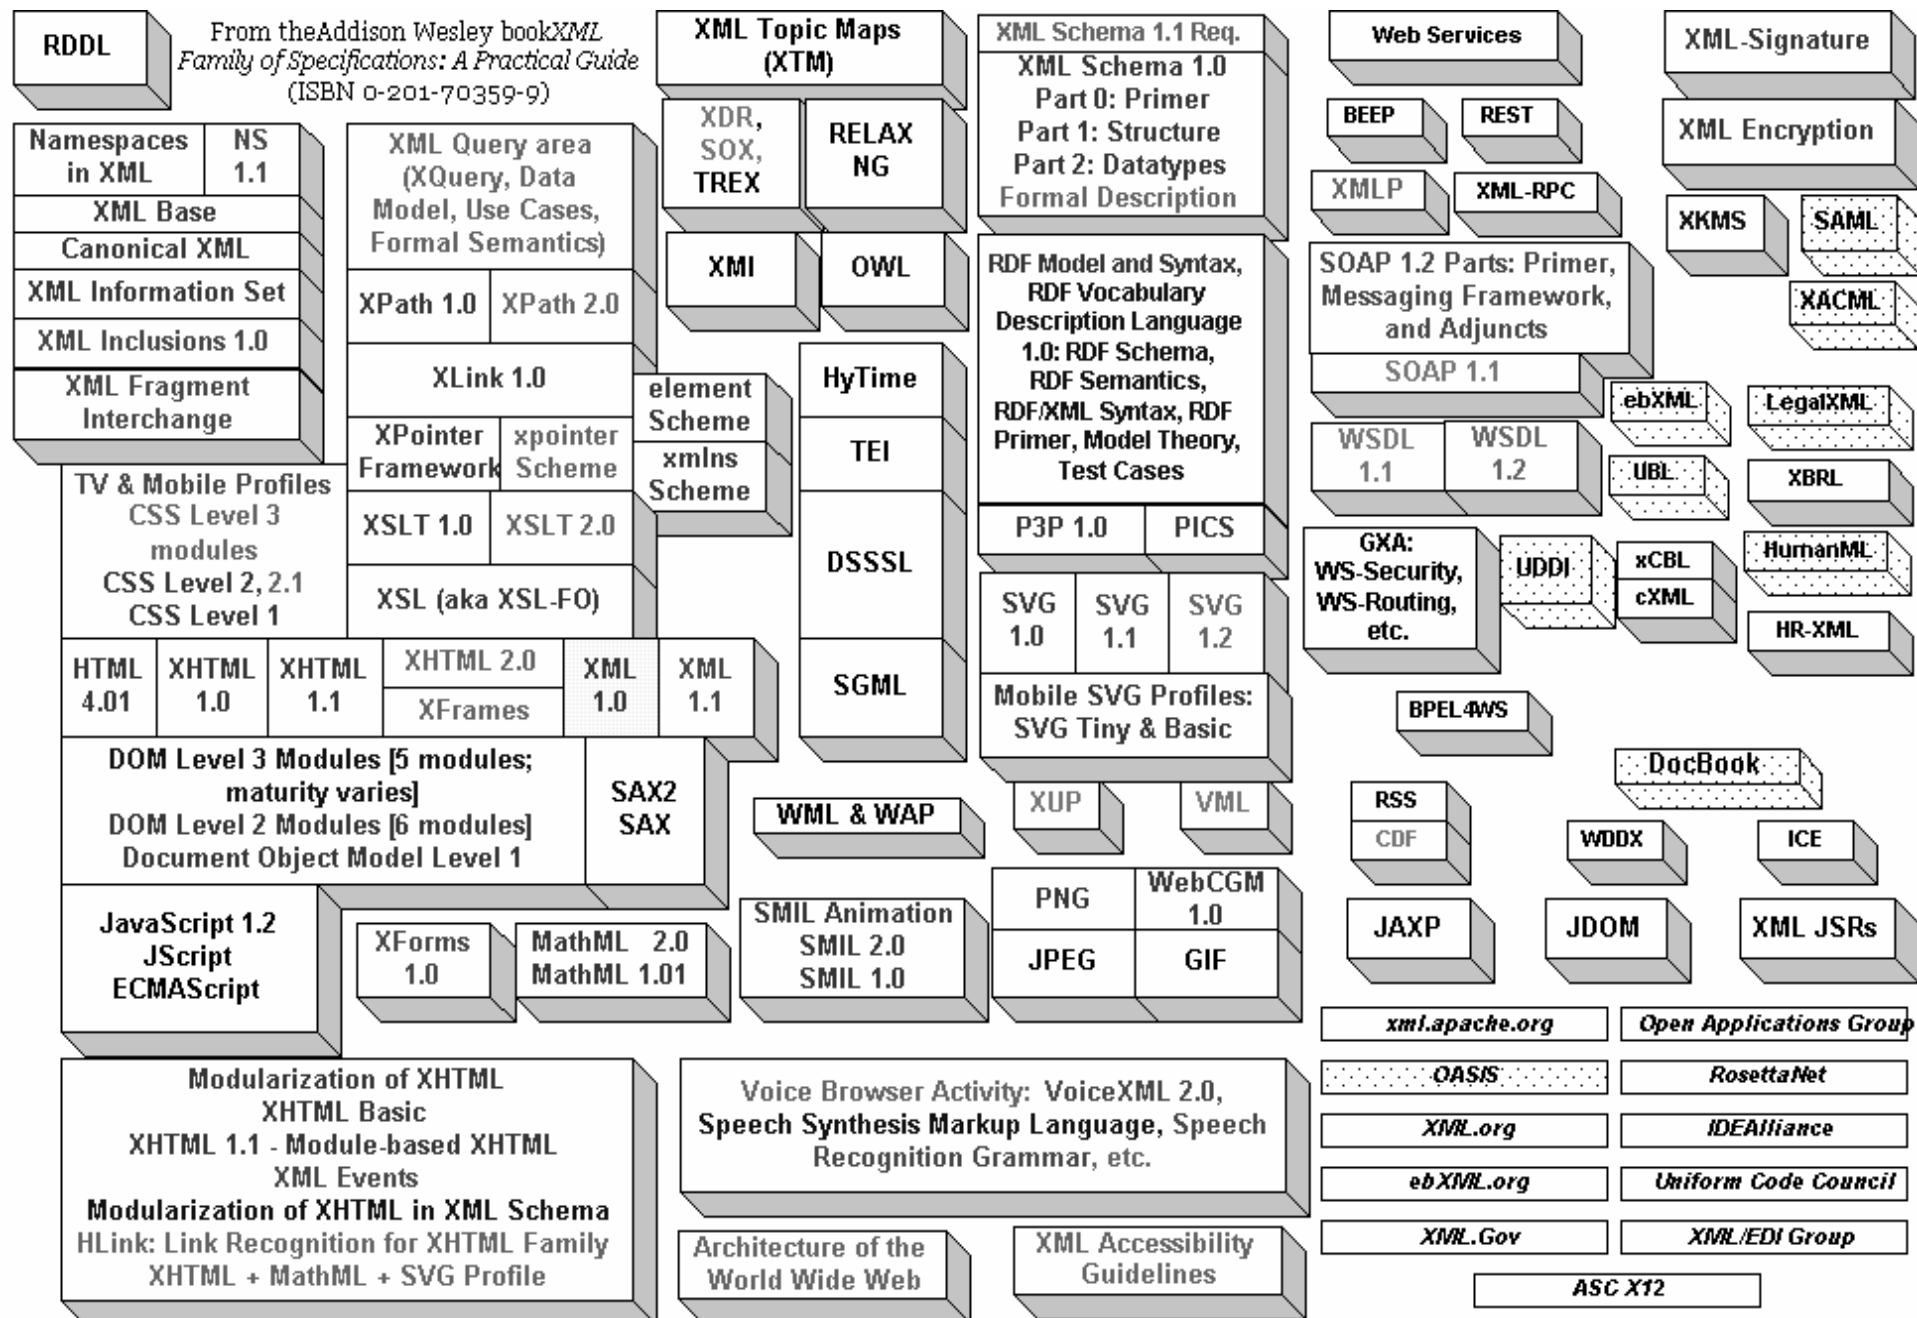 RDDL
From theAddison Wesley bookXML
Family of Specifications: A Practical Guide
(ISBN 0-201-70359-9)
Namespaces
in XML
NS
1.1
XML Base
Canonical XML
XML Information Set
XML Inclusions 1.0
XML Fragment
Interchange
XML Query area
(XQuery, Data
Model, Use Cases,
Formal Semantics)
XPath 1.0
XPath 2.0
XLink 1.0
XPointer
Framework
xpointer
Scheme
element
Scheme
xmlns
Scheme
XSLT 1.0
XSLT 2.0
XSL (aka XSL-FO)
TV & Mobile Profiles
CSS Level 3
modules
CSS Level 2, 2.1
CSS Level 1
HTML
4.01
XHTML
1.0
XHTML
1.1
XHTML 2.0
XFrames
XML
1.0
XML
1.1
DOM Level 3 Modules [5 modules;
maturity varies]
DOM Level 2 Modules [6 modules]
Document Object Model Level 1
SAX2
SAX
JavaScript 1.2
JScript
ECMAScript
XForms
1.0
MathML 2.0
MathML 1.01
Modularization of XHTML
XHTML Basic
XHTML 1.1 - Module-based XHTML
XML Events
Modularization of XHTML in XML Schema
HLink: Link Recognition for XHTML Family
XHTML + MathML + SVG Profile
XML Topic Maps
(XTM)
XDR,
SOX,
TREX
RELAX
NG
XMI
OWL
HyTime
TEI
DSSSL
SGML
WML & WAP
SMIL Animation
SMIL 2.0
SMIL 1.0
XML Schema 1.1 Req.
XML Schema 1.0
Part 0: Primer
Part 1: Structure
Part 2: Datatypes
Formal Description
RDF Model and Syntax,
RDF Vocabulary
Description Language
1.0: RDF Schema,
RDF Semantics,
RDF/XML Syntax, RDF
Primer, Model Theory,
Test Cases
P3P 1.0
PICS
SVG
1.0
SVG
1.1
SVG
1.2
Mobile SVG Profiles:
SVG Tiny & Basic
XUP
VML
PNG
WebCGM
1.0
JPEG
GIF
Voice Browser Activity: VoiceXML 2.0,
Speech Synthesis Markup Language, Speech
Recognition Grammar, etc.
Architecture of the
World Wide Web
XML Accessibility
Guidelines
Web Services
BEEP
REST
XMLP
XML-RPC
SOAP 1.2 Parts: Primer,
Messaging Framework,
and Adjuncts
SOAP 1.1
WSDL
1.1
WSDL
1.2
GXA:
WS-Security,
WS-Routing,
etc.
UDDI
BPEL4WS
XML-Signature
XML Encryption
XKMS
SAML
XACML
ebXML
LegalXML
UBL
XBRL
xCBL
cXML
HumanML
HR-XML
DocBook
RSS
CDF
WDDX
ICE
JAXP
JDOM
XML JSRs
xml.apache.org
Open Applications Group
OASIS
RosettaNet
XML.org
IDEAlliance
ebXML.org
Uniform Code Council
XML.Gov
XML/EDI Group
ASC X12